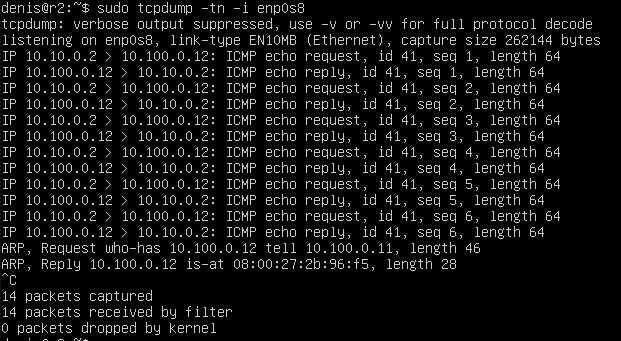 denis@r2:~$ sudo tcpdump -tn -i enp0s8
tcpdump: verbose output suppressed, use -v or -vv for full protocol decode
listening on enp0s8, link-type EN10MB (Ethernet), capture size 262144 bytes
IP 10.10.0.2 > 10.100.0.12: ICMP echo request, id 41, seq 1, length 64
IP 10.100.0.12 > 10.10.0.2: ICMP echo reply, id 41, seq 1, length 64
IP 10.10.0.2 > 10.100.0.12: ICMP echo request, id 41, seq 2, length 64
IP 10.100.0.12 > 10.10.0.2: ICMP echo reply, id 41, seq 2, length 64
IP 10.10.0.2 > 10.100.0.12: ICMP echo request, id 41, seq 3, length 64
IP 10.100.0.12 > 10.10.0.2: ICMP echo reply, id 41, seq 3, length 64
IP 10.10.0.2 > 10.100.0.12: ICMP echo request, id 41, seq 4, length 64
IP 10.100.0.12 > 10.10.0.2: ICMP echo reply, id 41, seq 4, length 64
IP 10.10.0.2 > 10.100.0.12: ICMP echo request, id 41, seq 5, length 64
IP 10.100.0.12 > 10.10.0.2: ICMP echo reply, id 41, seq 5, length 64
IP 10.10.0.2 > 10.100.0.12: ICMP echo request, id 41, seq 6, length 64
IP 10.100.0.12 > 10.10.0.2: ICMP echo reply, id 41, seq 6, length 64
ARP, Request who-has 10.100.0.12 tell 10.100.0.11, length 46
ARP, Reply 10.100.0.12 is-at 08:00:27:2b:96:f5, length 28
^C
14 packets captured
14 packets received by filter
0 packets dropped by kernel